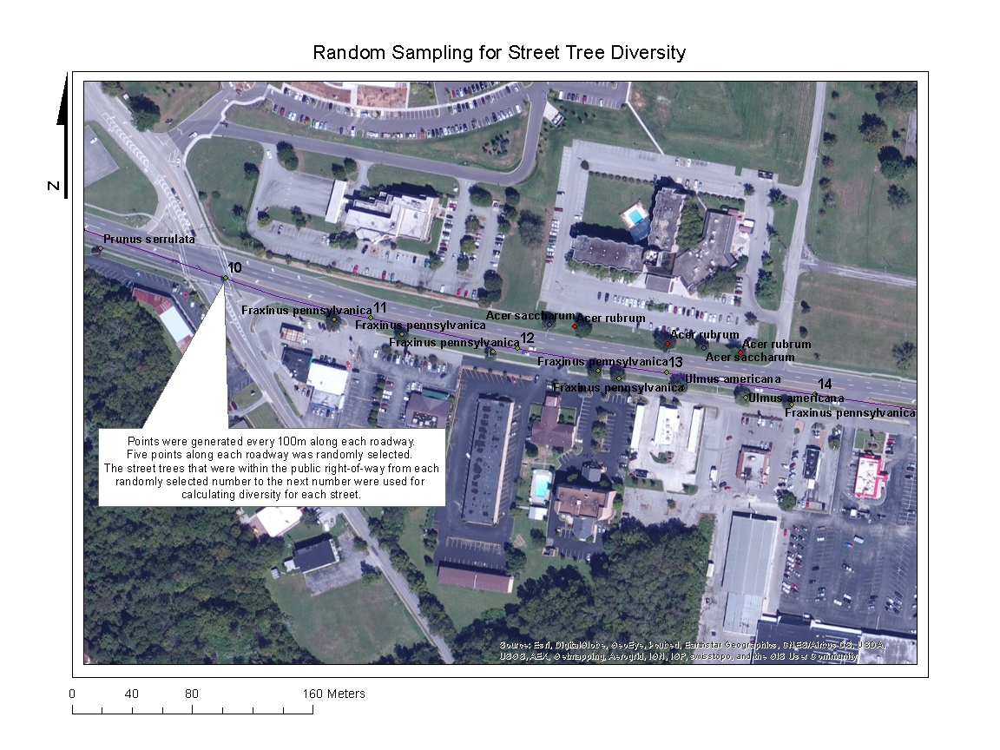 Random Sampling for Street Tree Diversity
N
Prunus serrulata
10
Fraxinus pennsylvanica
11
Fraxinus pennsylvanica
Acer saccharum
Acer rubrum
Fraxinus pennsylvanica
12
Acer rubrum
Acer rubrum
Acer saccharum
Fraxinus pennsylvanica
13
Fraxinus pennsylvanica
Ulmus americana
14
Ulmus americana
Fraxinus pennsylvanica
Points were generated every 100m along each roadway.
Five points along each roadway was randomly selected.
The street trees that were within the public right-of-way from each
randomly selected number to the next number were used for
calculating diversity for each street.
Source: Esri, DigitalGlobe, GeoEye, i-cubed, Earthstar Geographics, CNES/Airbus DS, USDA,
USGS, AEX, Getmapping, Aerogrid, IGN, IGP, swisstopo, and the GIS User Community
0 40 80 160 Meters